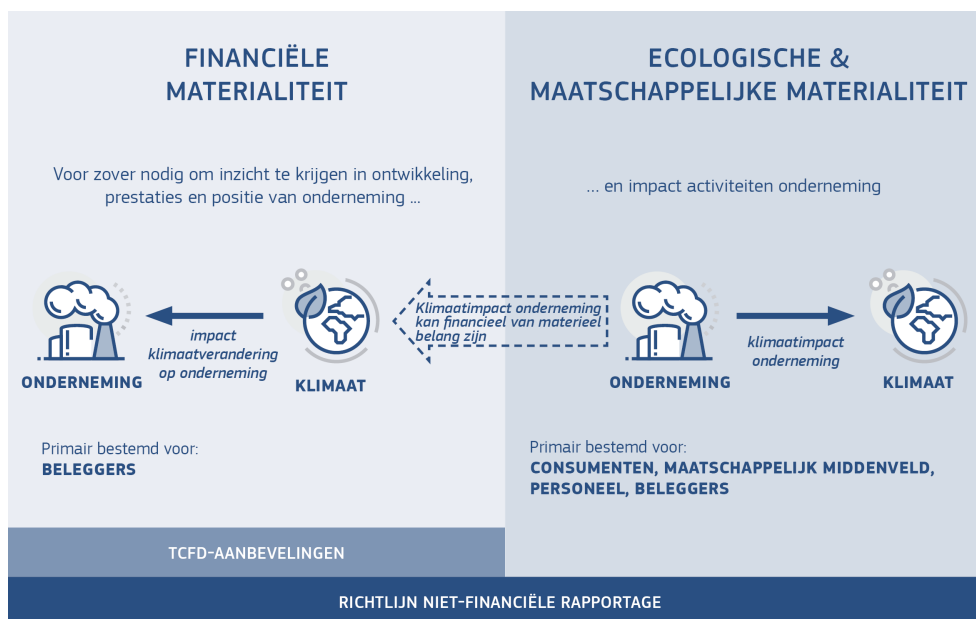 FINANCIËLE
MATERIALITEIT
Voor zover nodig om inzicht te krijgen in ontwikkeling,
prestaties en positie van onderneming ...
ONDERNEMING
impact
klimaatverandering
op onderneming
KLIMAAT
Primair bestemd voor:
BELEGGERS
Klimaatimpact onderneming
kan financieel van materieel
belang zijn
ECOLOGISCHE &
MAATSCHAPPELIJKE MATERIALITEIT
... en impact activiteiten onderneming
ONDERNEMING
klimaatimpact
onderneming
KLIMAAT
Primair bestemd voor:
CONSUMENTEN, MAATSCHAPPELIJK MIDDENVELD,
PERSONEEL, BELEGGERS
TCFD-AANBEVELINGEN
RICHTLIJN NIET-FINANCIËLE RAPPORTAGE